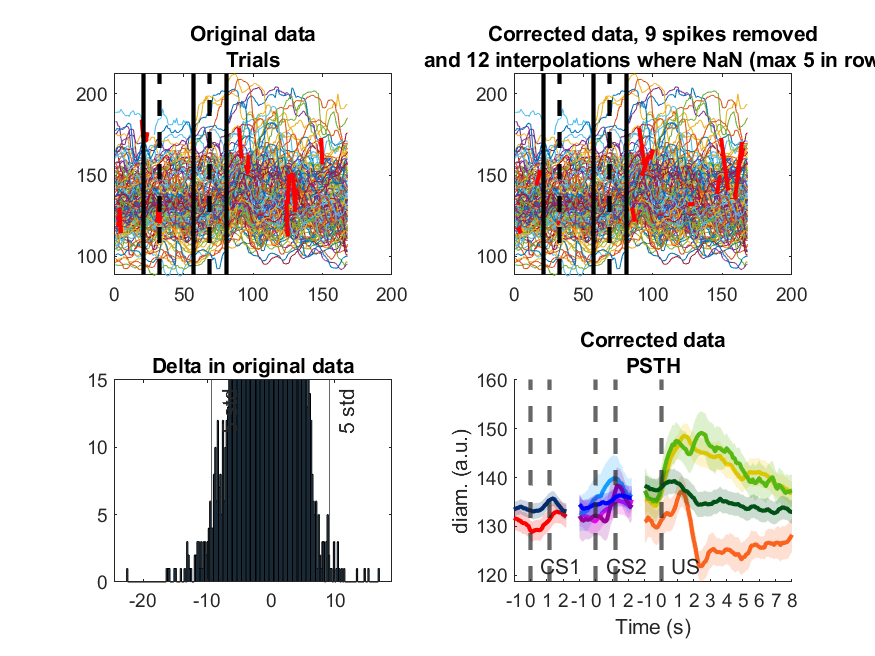 Original data
Trials
200
150
100
0 50 100 150 200
Corrected data, 9 spikes removed
and 12 interpolations where NaN (max 5 in row
200
150
100
0 50 100 150 200
Delta in original data
15
10
5
0
-20 -10 0 10
std
5 std
Corrected data
PSTH
160
150
140
130
120
diam. (a.u.)
CS1 CS2 US
-1 0 1 2 -1 0 1 2 -1 0 1 2 3 4 5 6 7 8
Time (s)